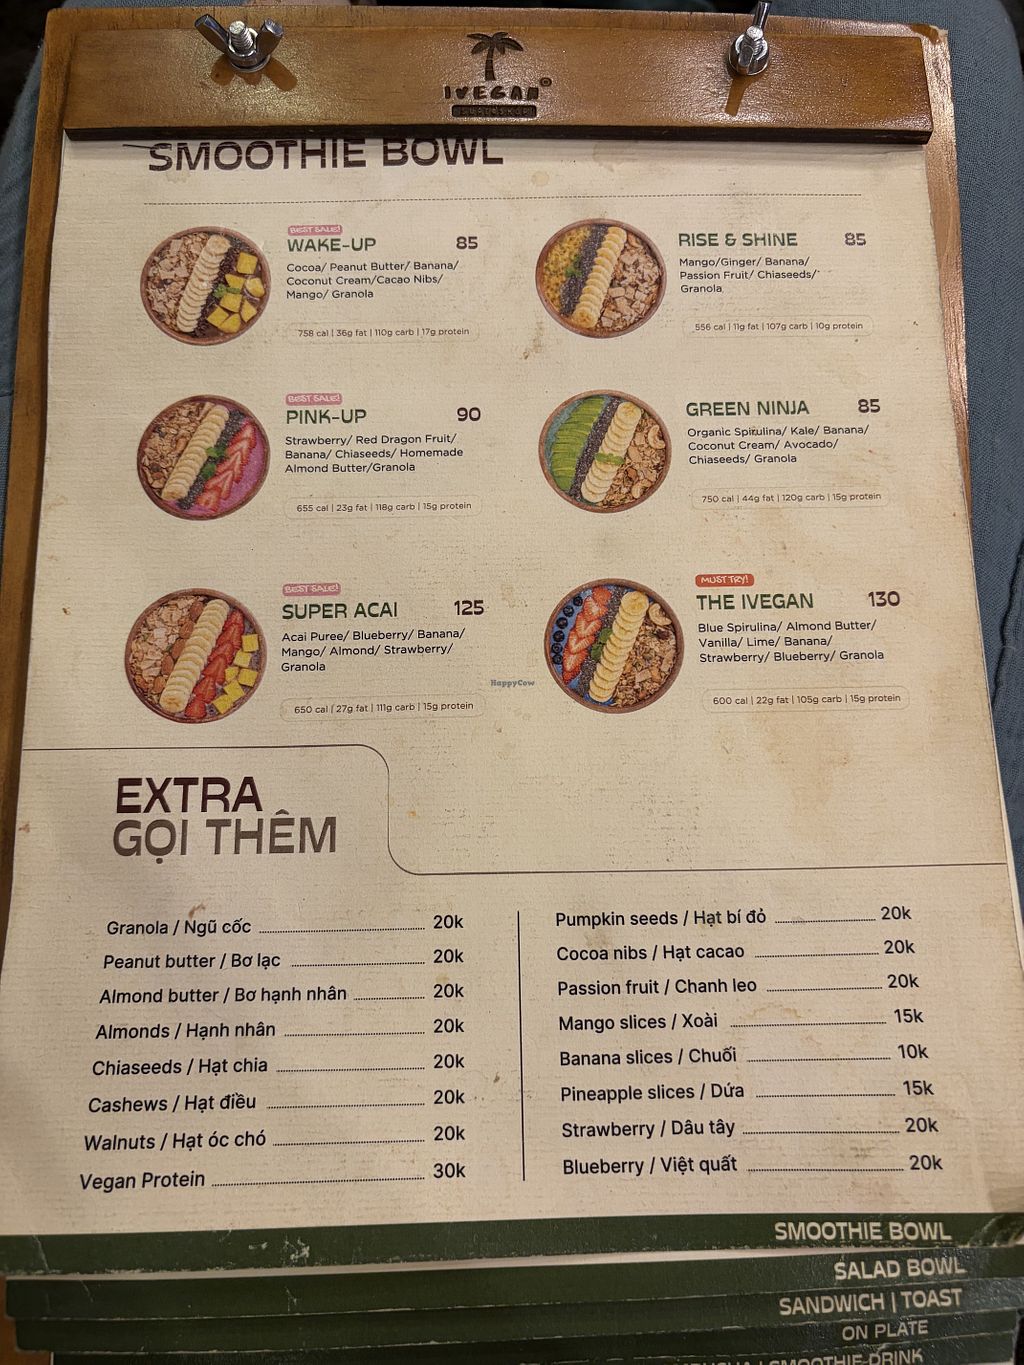 IVEGAN
SMOOTHIE BOWL
BEST SALE!
WAKE-UP 85
Cocoa/ Peanut Butter/ Banana/
Coconut Cream/Cacao Nibs/
Mango/ Granola
758 cal | 36g fat | 110g carb | 17g protein
RISE & SHINE 85
Mango/Ginger/ Banana/
Passion Fruit/ Chiaseeds/
Granola
556 cal | 11g fat | 107g carb | 10g protein
BEST SALE!
PINK-UP 90
Strawberry/ Red Dragon Fruit/
Banana/ Chiaseeds/ Homemade
Almond Butter/Granola
655 cal | 23g fat | 118g carb | 15g protein
GREEN NINJA 85
Organic Spirulina/ Kale/ Banana/
Coconut Cream/ Avocado/
Chiaseeds/ Granola
750 cal | 44g fat | 120g carb | 15g protein
BEST SALE!
SUPER ACAI 125
Acai Puree/ Blueberry/ Banana/
Mango/ Almond/ Strawberry/
Granola
650 cal | 27g fat | 111g carb | 15g protein
MUST TRY!
THE IVEGAN 130
Blue Spirulina/ Almond Butter/
Vanilla/ Lime/ Banana/
Strawberry/ Blueberry/ Granola
600 cal | 22g fat | 105g carb | 15g protein
HappyCow
EXTRA
GỌI THÊM
Granola / Ngũ cốc 20k
Peanut butter / Bơ lạc 20k
Almond butter / Bơ hạnh nhân 20k
Almonds / Hạnh nhân 20k
Chiaseeds / Hạt chia 20k
Cashews / Hạt điều 20k
Walnuts / Hạt óc chó 20k
Vegan Protein 30k
Pumpkin seeds / Hạt bí đỏ 20k
Cocoa nibs / Hạt cacao 20k
Passion fruit / Chanh leo 20k
Mango slices / Xoài 15k
Banana slices / Chuối 10k
Pineapple slices / Dứa 15k
Strawberry / Dâu tây 20k
Blueberry / Việt quất 20k
SMOOTHIE BOWL
SALAD BOWL
SANDWICH | TOAST
ON PLATE
SMOOTHIE DRINK